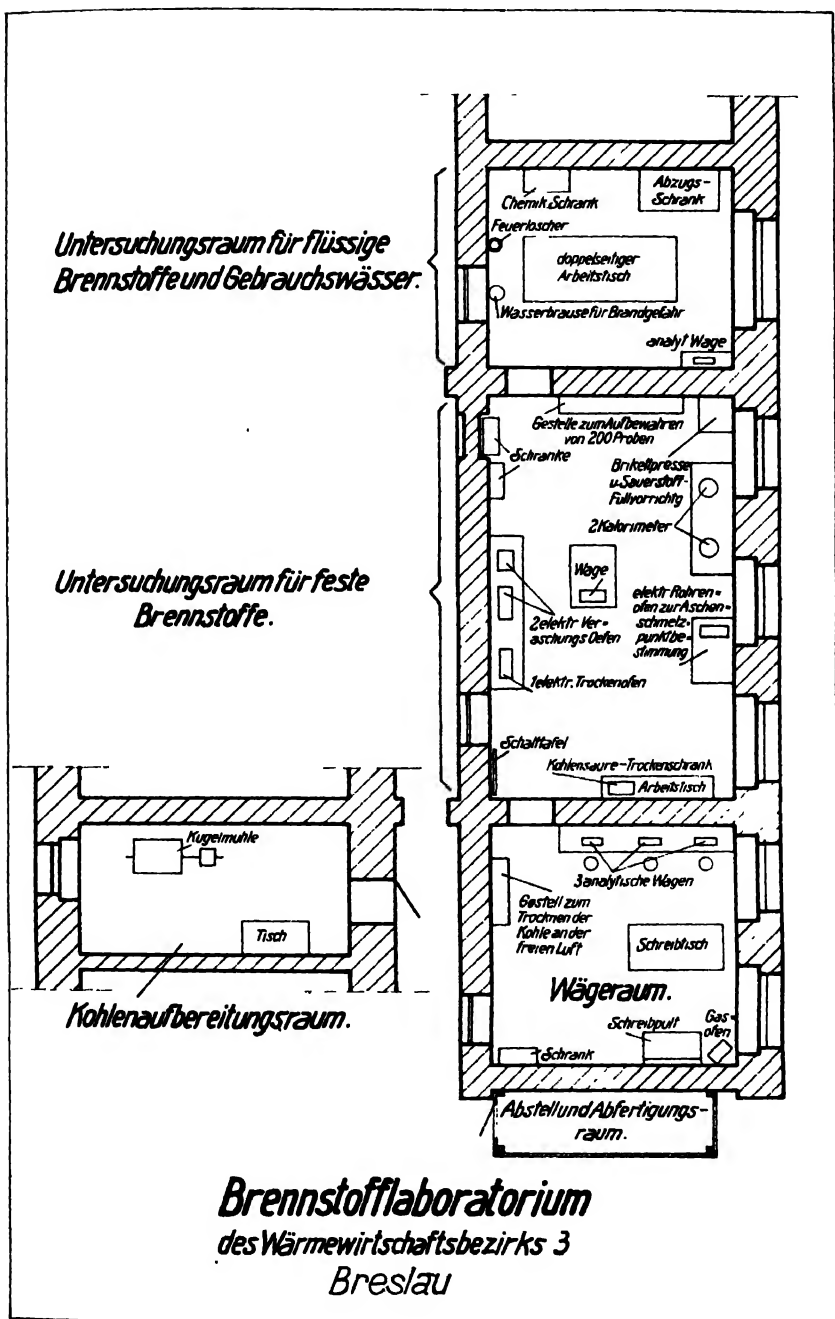 Untersuchungsraum für flüssige
Brennstoffe und Gebrauchswässer.
Chemik. Schrank
Abzugs-
Schrank
Feuerlöscher
doppelseitiger
Arbeitstisch
Wasserbrause für Brandgefahr
analyt Wage
Gestelle zum Aufbewahren
von 200 Proben
Schränke
Brikettpresse
u. Sauerstoff-
Füllvorrichtg
2 Kalorimeter
Untersuchungsraum für feste
Brennstoffe.
Wage
2 elektr Ver-
aschungs Oefen
elektr Röhren=
ofen zur Aschen=
schmelz-
punktbe-
stimmung
1 elektr. Trockenofen
Schalttafel
Kohlensäure-Trockenschrank
Arbeitstisch
Kugelmühle
Tisch
Kohlenaufbereitungsraum.
3 analytische Wagen
Gestell zum
Trocknen der
Kohle an der
freien Luft
Schreibtisch
Wägeraum.
Schreibpult
Gas-
ofen
Schrank
Abstell und Abfertigungs-
raum.
Brennstofflaboratorium
des Wärmewirtschaftsbezirks 3
Breslau